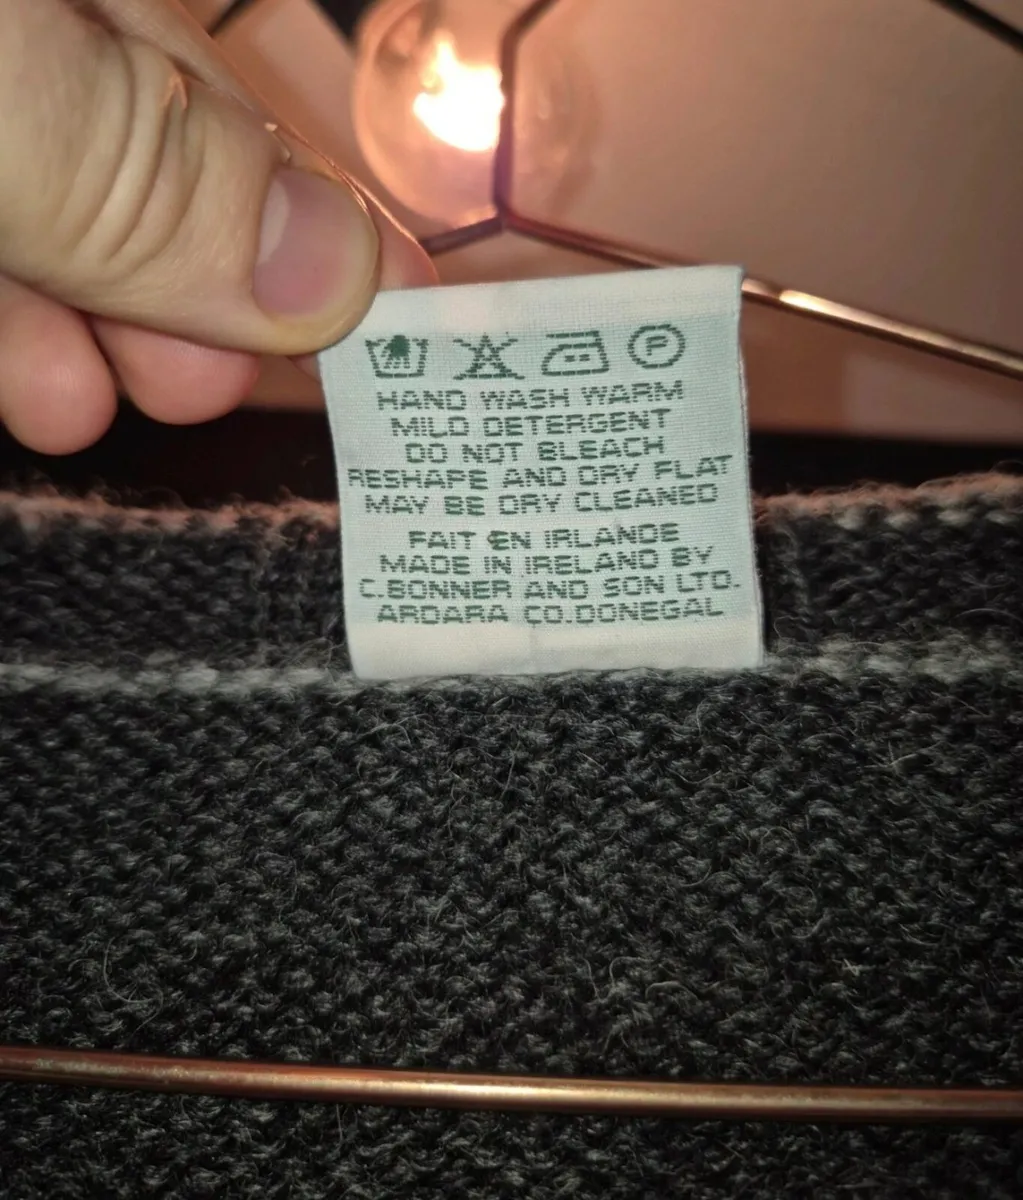 P
HAND WASH WARM
MILD DETERGENT
DO NOT BLEACH
RESHAPE AND DRY FLAT
MAY BE DRY CLEANED
FAIT EN IRLANDE
MADE IN IRELAND BY
C.BONNER AND SON LTD.
ARDARA CO.DONEGAL